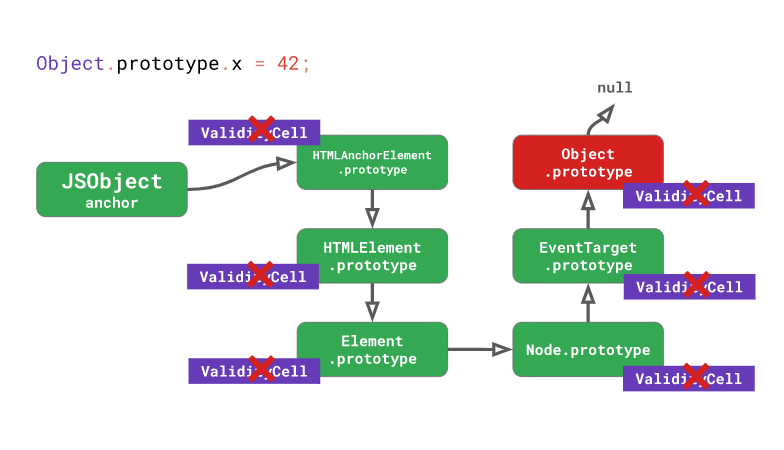 Object.prototype.x = 42;
null
ValidityCell
HTMLAnchorElement
.prototype
Object
.prototype
JSObject
anchor
ValidityCell
HTMLElement
.prototype
EventTarget
.prototype
ValidityCell
ValidityCell
Element
.prototype
Node.prototype
ValidityCell
ValidityCell